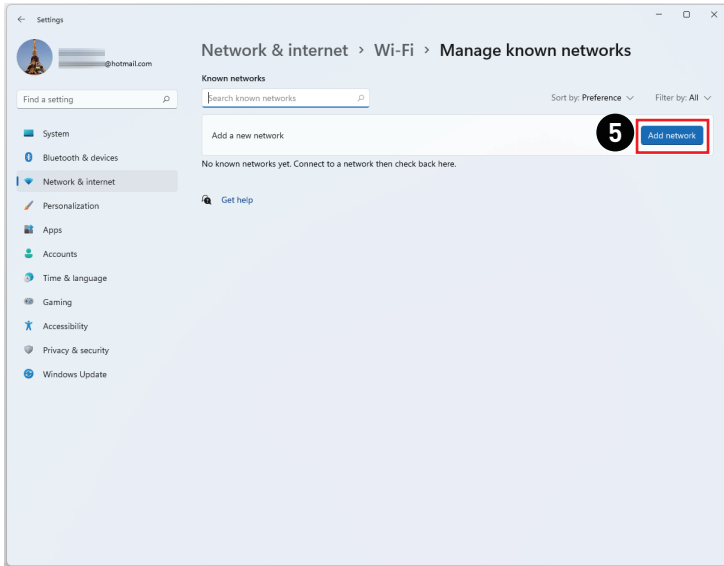 Settings
@hotmail.com
Find a setting
System
Bluetooth & devices
Network & internet
Personalization
Apps
Accounts
Time & language
Gaming
Accessibility
Privacy & security
Windows Update
Network & internet > Wi-Fi > Manage known networks
Known networks
Search known networks
Sort by: Preference
Filter by: All
Add a new network
5
Add network
No known networks yet. Connect to a network then check back here.
Get help